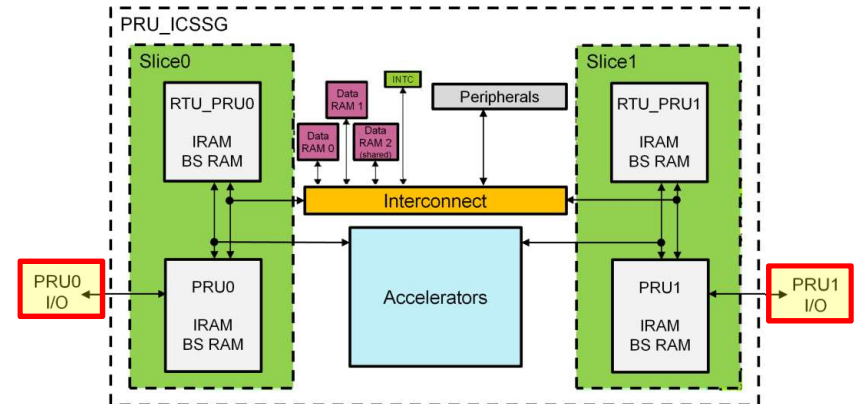 PRU_ICSSG
Slice0
RTU_PRU0
IRAM
BS RAM
PRU0
IRAM
BS RAM
PRU0
I/O
Data
RAM 0
Data
RAM 1
Data
RAM 2
(shared)
INTC
Peripherals
Interconnect
Accelerators
Slice1
RTU_PRU1
IRAM
BS RAM
PRU1
IRAM
BS RAM
PRU1
I/O